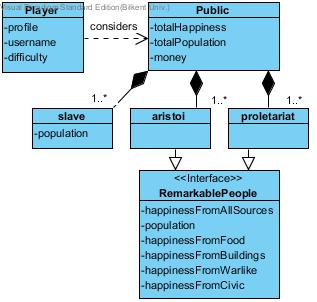 Visual Paradigm Standard Edition(Bilkent Univ.)
Player
-profile
-username
-difficulty
considers
Public
-totalHappiness
-totalPopulation
-money
1..*
1..*
1..*
slave
-population
aristoi
proletariat
<<Interface>>
RemarkablePeople
-happinessFromAllSources
-population
-happinessFromFood
-happinessFromBuildings
-happinessFromWarlike
-happinessFromCivic